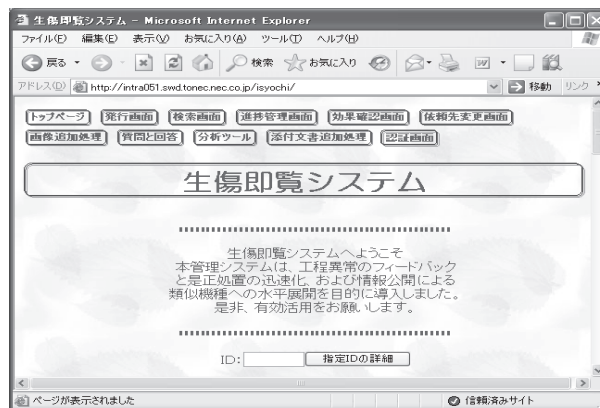 生傷即覧システム - Microsoft Internet Explorer
ファイル(F) 編集(E) 表示(V) お気に入り(A) ツール(T) ヘルプ(H)
戻る 検索 お気に入り
アドレス(D) http://intra051.swd.tonec.nec.co.jp/isyochi/ 移動 リンク
トップページ 発行画面 検索画面 進捗管理画面 効果確認画面 依頼先変更画面
画像追加処理 質問と回答 分析ツール 添付文書追加処理 認証画面
生傷即覧システム
生傷即覧システムへようこそ
本管理システムは、工程異常のフィードバック
と是正処置の迅速化、および情報公開による
類似機種への水平展開を目的に導入しました。
是非、有効活用をお願いします。
ID: 指定IDの詳細
ページが表示されました 信頼済みサイト